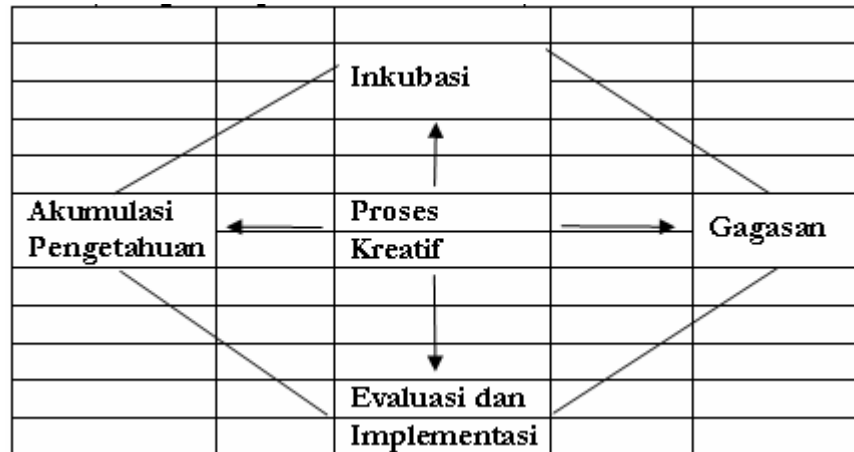 Inkubasi
Akumulasi
Pengetahuan
Proses
Kreatif
Gagasan
Evaluasi dan
Implementasi